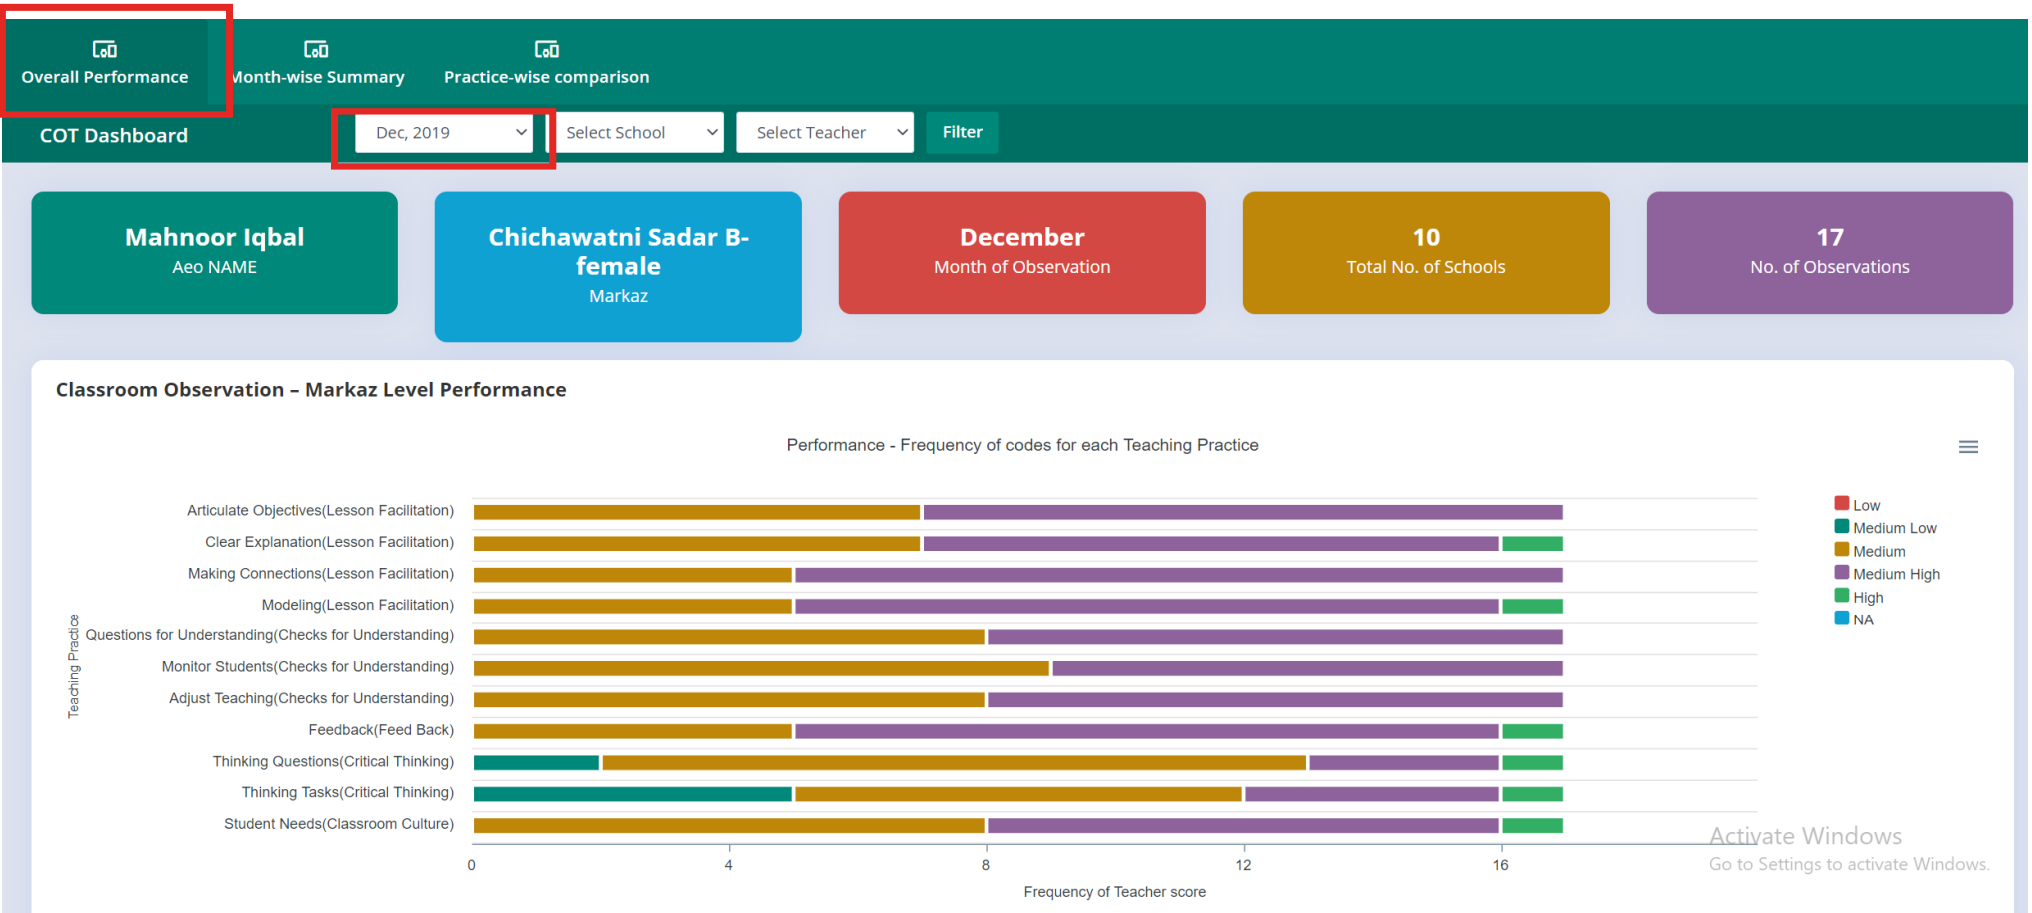 Overall Performance
Month-wise Summary
Practice-wise comparison
COT Dashboard
Dec, 2019
Select School
Select Teacher
Filter
Mahnoor Iqbal
Aeo NAME
Chichawatni Sadar B-
female
Markaz
December
Month of Observation
10
Total No. of Schools
17
No. of Observations
Classroom Observation – Markaz Level Performance
Performance - Frequency of codes for each Teaching Practice
Teaching Practice
Articulate Objectives(Lesson Facilitation)
Clear Explanation(Lesson Facilitation)
Making Connections(Lesson Facilitation)
Modeling(Lesson Facilitation)
Questions for Understanding(Checks for Understanding)
Monitor Students(Checks for Understanding)
Adjust Teaching(Checks for Understanding)
Feedback(Feed Back)
Thinking Questions(Critical Thinking)
Thinking Tasks(Critical Thinking)
Student Needs(Classroom Culture)
0
4
8
12
16
Frequency of Teacher score
Low
Medium Low
Medium
Medium High
High
NA
Activate Windows
Go to Settings to activate Windows.